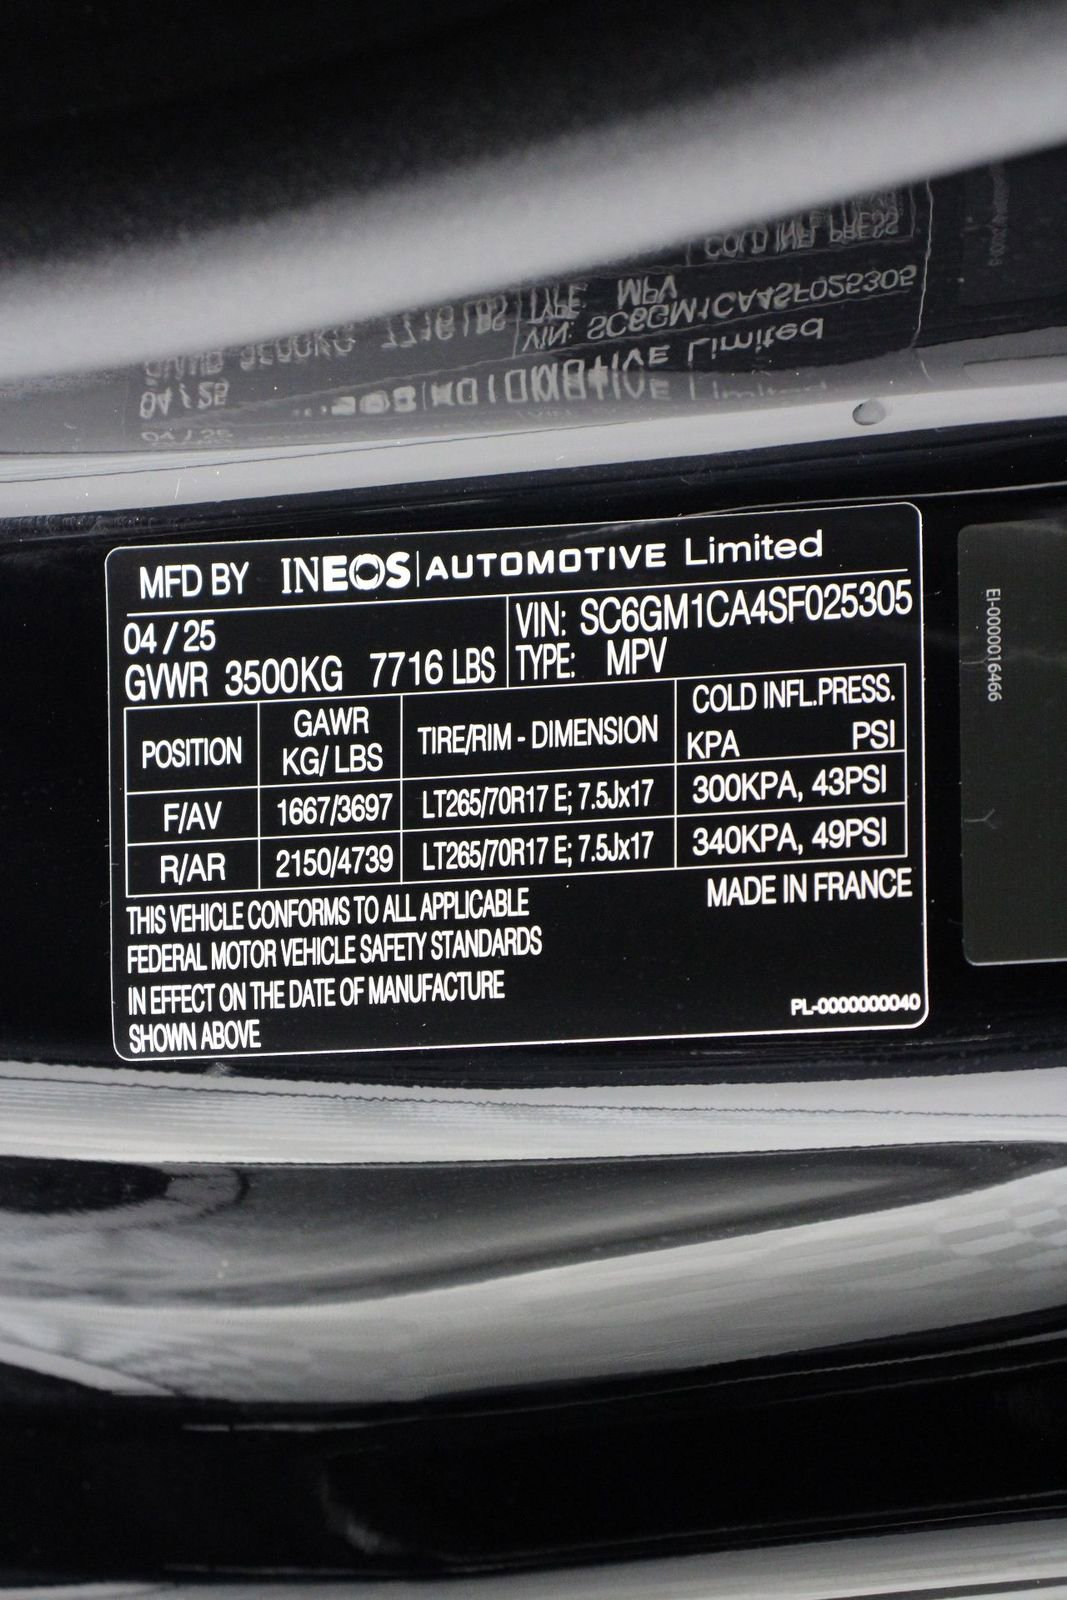 MFD BY INEOS | AUTOMOTIVE Limited
04 / 25
GVWR 3500KG 7716 LBS
VIN: SC6GM1CA4SF025305
TYPE: MPV
POSITION GAWR KG/ LBS TIRE/RIM - DIMENSION COLD INFL.PRESS. KPA PSI
F/AV 1667/3697 LT265/70R17 E; 7.5Jx17 300KPA, 43PSI
R/AR 2150/4739 LT265/70R17 E; 7.5Jx17 340KPA, 49PSI
THIS VEHICLE CONFORMS TO ALL APPLICABLE
FEDERAL MOTOR VEHICLE SAFETY STANDARDS
IN EFFECT ON THE DATE OF MANUFACTURE
SHOWN ABOVE
MADE IN FRANCE
PL-0000000040
EI-0000016466